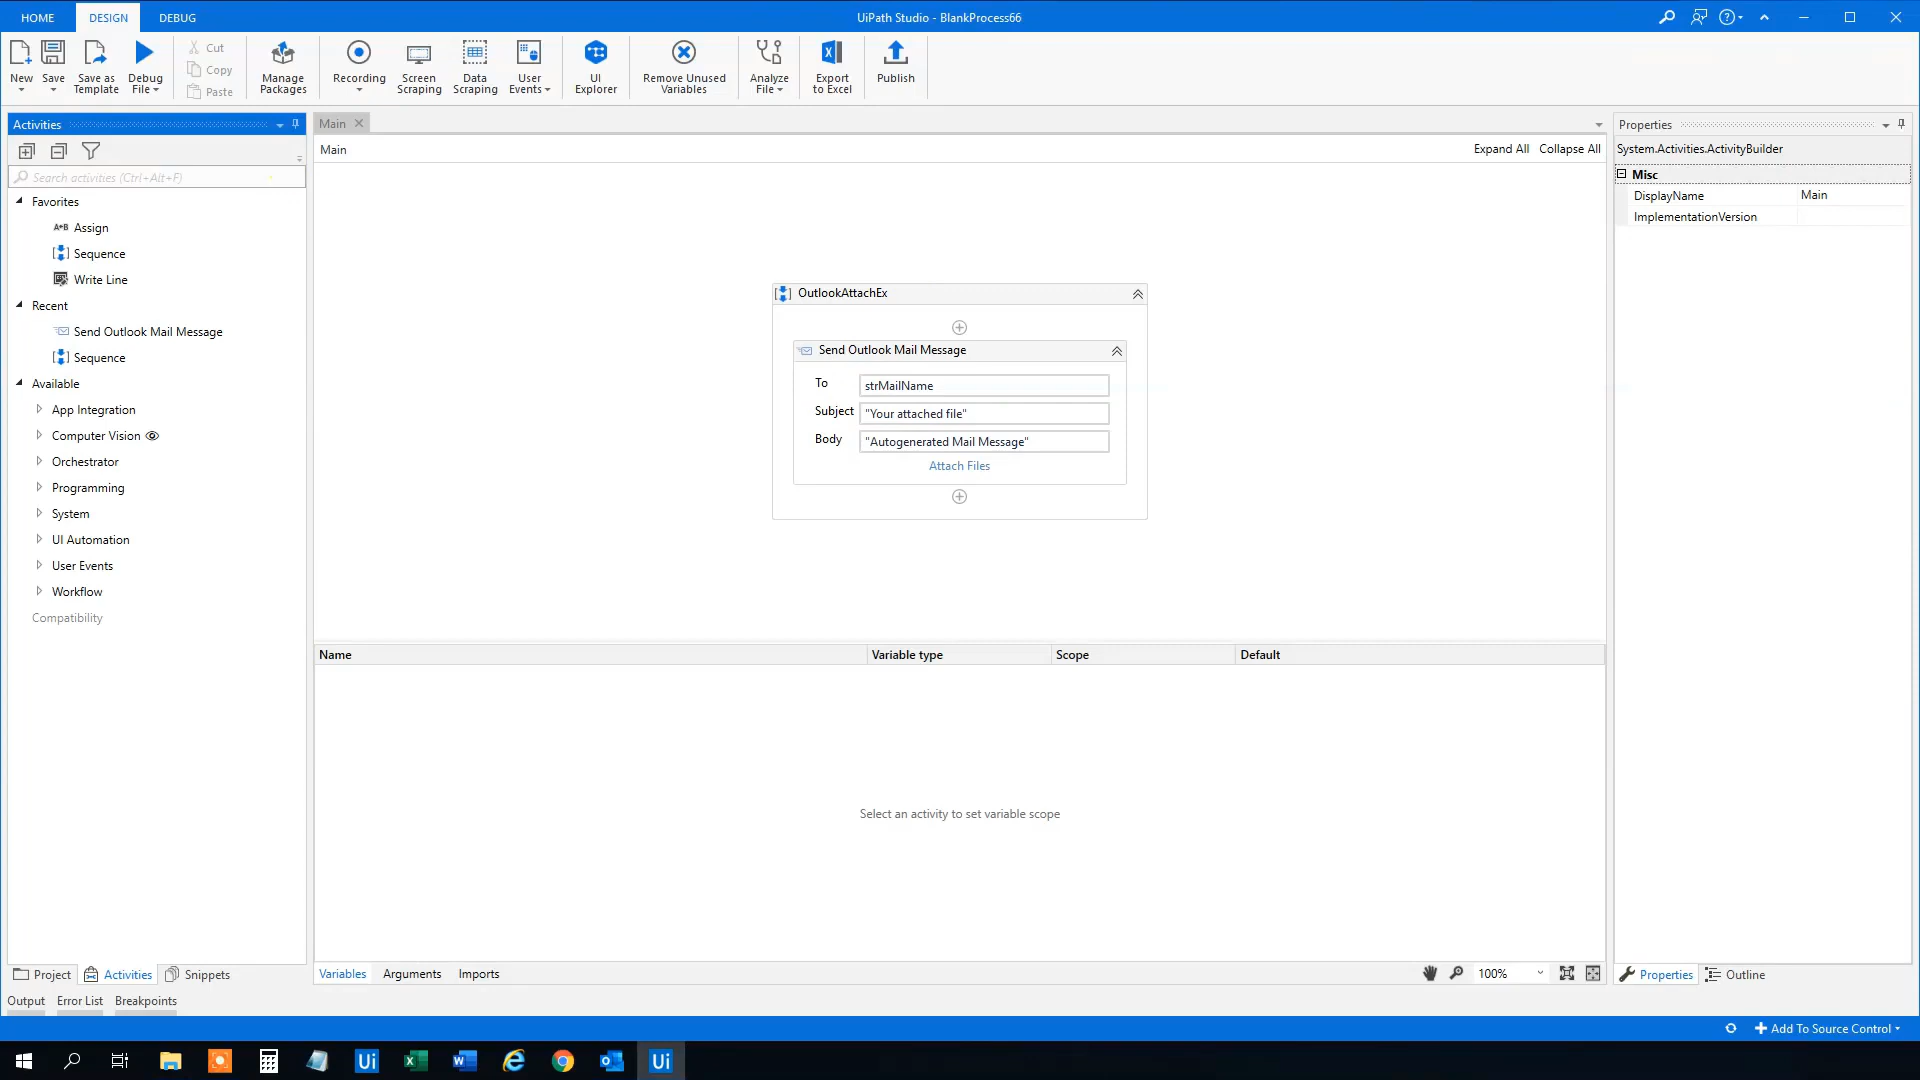 HOME DESIGN DEBUG
UiPath Studio - BlankProcess66
New
Save
Save as Template
Debug File
Cut
Copy
Paste
Manage Packages
Recording
Screen Scraping
Data Scraping
User Events
UI Explorer
Remove Unused Variables
Analyze File
Export to Excel
Publish
Activities
Search activities (Ctrl+Alt+F)
Favorites
A+B Assign
Sequence
Write Line
Recent
Send Outlook Mail Message
Sequence
Available
App Integration
Computer Vision
Orchestrator
Programming
System
UI Automation
User Events
Workflow
Compatibility
Project Activities Snippets
Main
Main
Expand All Collapse All
OutlookAttachEx
Send Outlook Mail Message
To strMailName
Subject "Your attached file"
Body "Autogenerated Mail Message"
Attach Files
Name Variable type Scope Default
Select an activity to set variable scope
Variables Arguments Imports
100%
Properties
System.Activities.ActivityBuilder
Misc
DisplayName Main
ImplementationVersion
Properties Outline
Output Error List Breakpoints
Add To Source Control
Ui
Ui